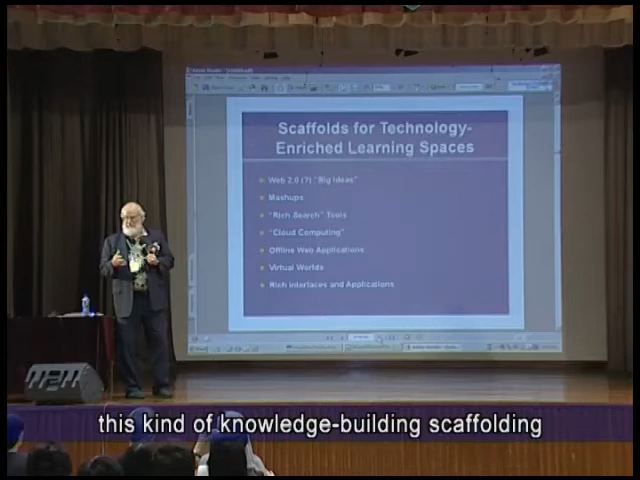 Scaffolds for Technology-
Enriched Learning Spaces
Web 2.0 (?) "Big Ideas"
Mashups
"Rich Search" Tools
"Cloud Computing"
Offline Web Applications
Virtual Worlds
Rich Interfaces and Applications
this kind of knowledge-building scaffolding